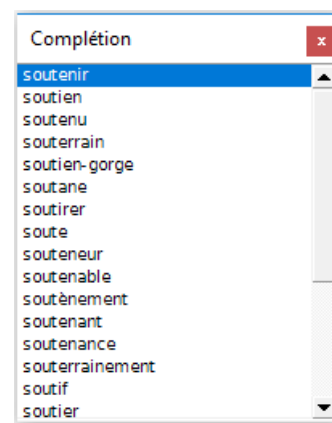 Complétion
x
soutenir
soutien
soutenu
souterrain
soutien-gorge
soutane
soutirer
soute
souteneur
soutenable
soutènement
soutenant
soutenance
souterrainement
soutif
soutier